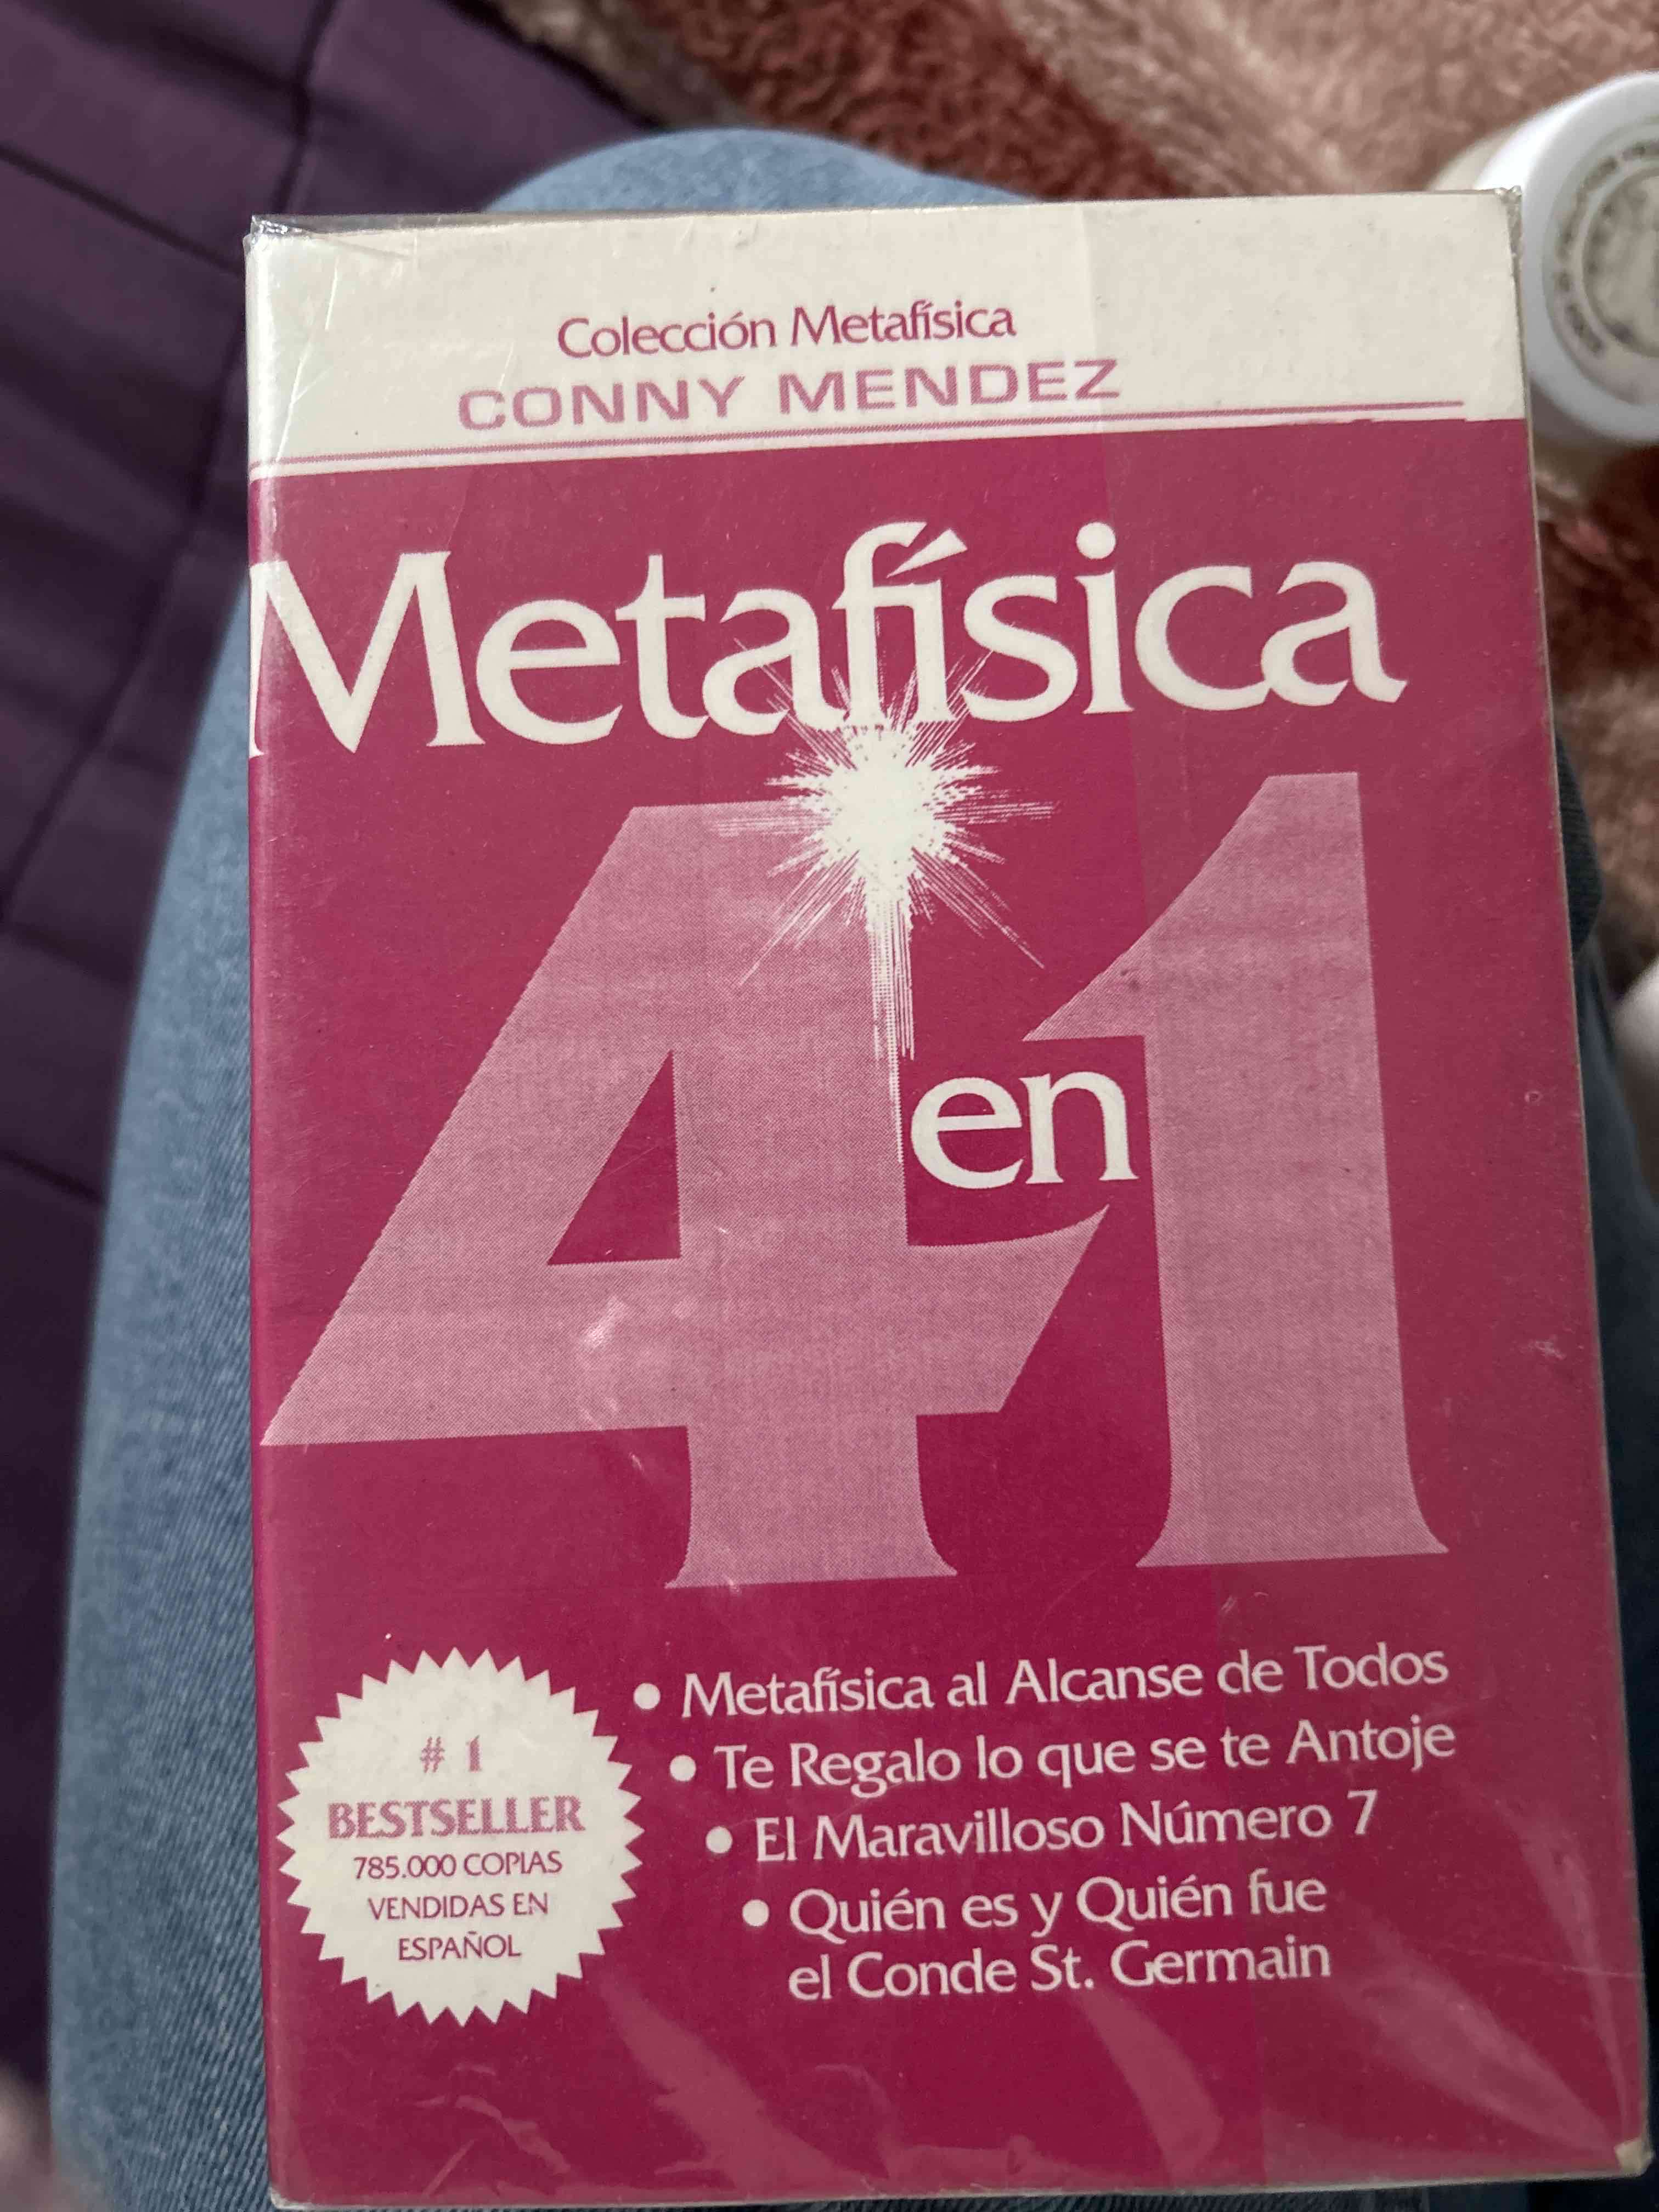 Colección Metafísica
CONNY MENDEZ
Metafísica
4 en 1
# 1
BESTSELLER
785.000 COPIAS
VENDIDAS EN
ESPAÑOL
• Metafísica al Alcanse de Todos
• Te Regalo lo que se te Antoje
• El Maravilloso Número 7
• Quién es y Quién fue
el Conde St. Germain